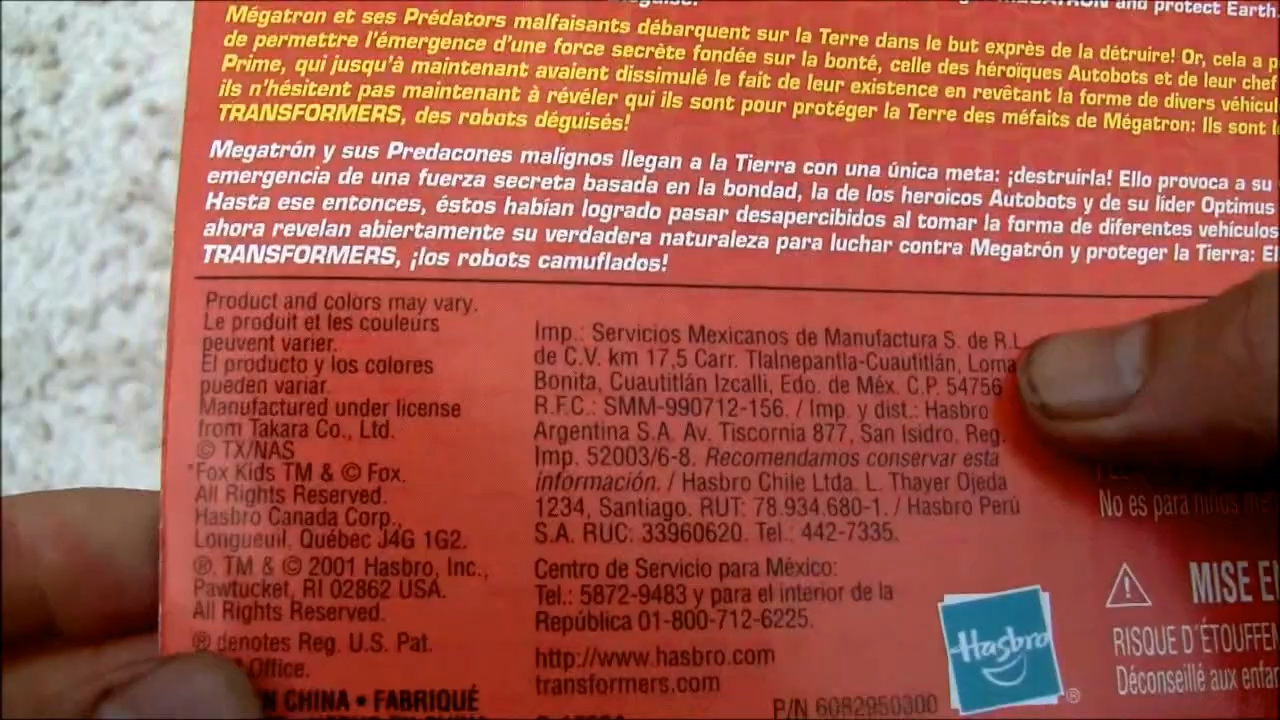 and protect Earth
Mégatron et ses Prédators malfaisants débarquent sur la Terre dans le but exprès de la détruire! Or, cela a
de permettre l'émergence d'une force secrète fondée sur la bonté, celle des héroïques Autobots et de leur chef
Prime, qui jusqu'à maintenant avaient dissimulé le fait de leur existence en revêtant la forme de divers
ils n'hésitent pas maintenant à révéler qui ils sont pour protéger la Terre des méfaits de Mégatron: Ils sont
TRANSFORMERS, des robots déguisés!
Megatrón y sus Predacones malignos llegan a la Tierra con una única meta: ¡destruirla! Ello provoca a su
emergencia de una fuerza secreta basada en la bondad, la de los heroicos Autobots y de su líder Optimus
Hasta ese entonces, éstos habían logrado pasar desapercibidos al tomar la forma de diferentes vehículos
ahora revelan abiertamente su verdadera naturaleza para luchar contra Megatrón y proteger la Tierra:
TRANSFORMERS, ¡los robots camuflados!
Product and colors may vary.
Le produit et les couleurs
peuvent varier.
El producto y los colores
pueden variar.
Manufactured under license
from Takara Co., Ltd.
© TX/NAS
*Fox Kids TM & © Fox.
All Rights Reserved.
Hasbro Canada Corp.,
Longueuil, Québec J4G 1G2.
®, TM & © 2001 Hasbro, Inc.,
Pawtucket, RI 02862 USA.
All Rights Reserved.
® denotes Reg. U.S. Pat.
Office.
CHINA • FABRIQUÉ
Imp.: Servicios Mexicanos de Manufactura S. de R.L.
de C.V. km 17,5 Carr. Tlalnepantla-Cuautitlán, Loma
Bonita, Cuautitlán Izcalli, Edo. de Méx. C.P. 54756
R.F.C.: SMM-990712-156. / Imp. y dist.: Hasbro
Argentina S.A. Av. Tiscornia 877, San Isidro, Reg.
Imp. 52003/6-8. Recomendamos conservar esta
información. / Hasbro Chile Ltda. L. Thayer Ojeda
1234, Santiago. RUT: 78.934.680-1. / Hasbro Perú
S.A. RUC: 33960620. Tel.: 442-7335.
Centro de Servicio para México:
Tel.: 5872-9483 y para el interior de la
República 01-800-712-6225.
http://www.hasbro.com
transformers.com
P/N 6082950300
Hasbro
®
No es para niños
MISE
RISQUE
Déconseillé aux